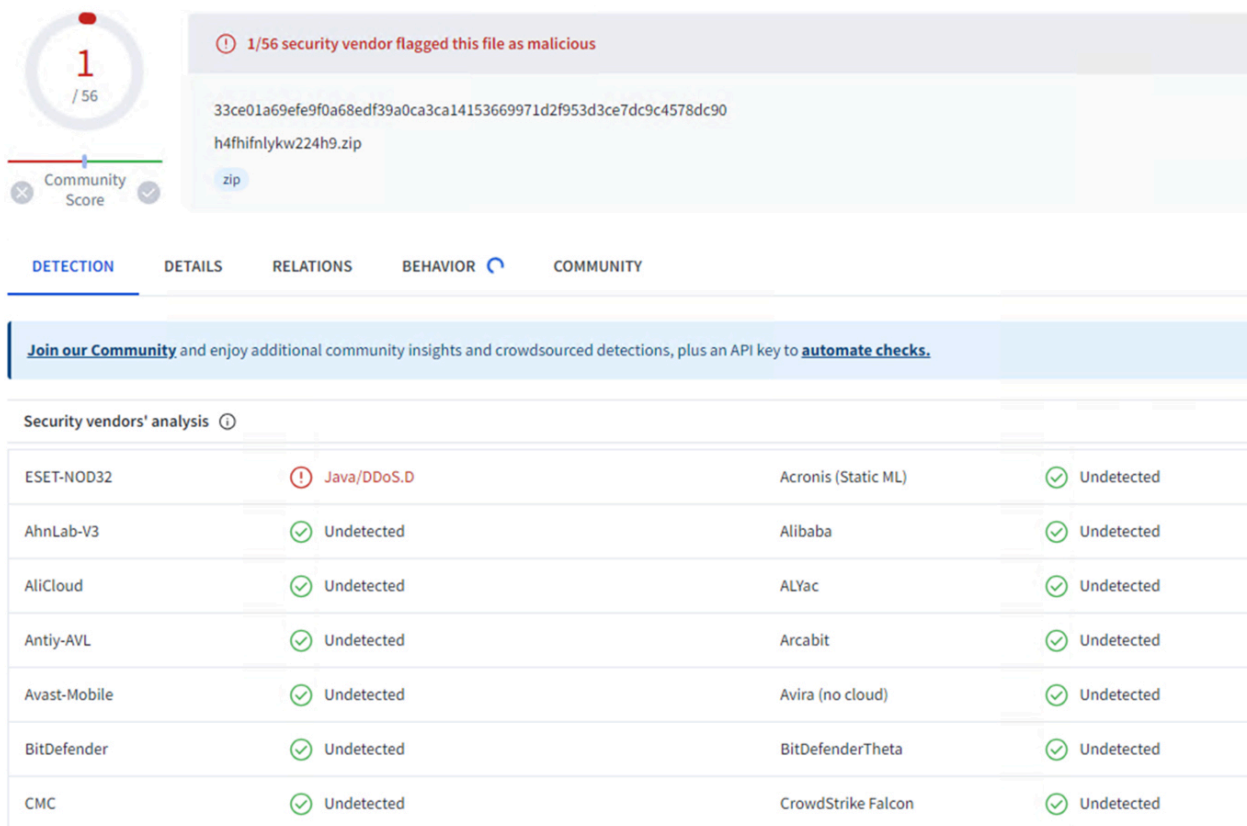 1
/ 56
Community
Score
1/56 security vendor flagged this file as malicious
33ce01a69efe9f0a68edf39a0ca3ca14153669971d2f953d3ce7dc9c4578dc90
h4fhifnlykw224h9.zip
zip
DETECTION DETAILS RELATIONS BEHAVIOR COMMUNITY
Join our Community and enjoy additional community insights and crowdsourced detections, plus an API key to automate checks.
Security vendors' analysis
ESET-NOD32 Java/DDoS.D Acronis (Static ML) Undetected
AhnLab-V3 Undetected Alibaba Undetected
AliCloud Undetected ALYac Undetected
Antiy-AVL Undetected Arcabit Undetected
Avast-Mobile Undetected Avira (no cloud) Undetected
BitDefender Undetected BitDefenderTheta Undetected
CMC Undetected CrowdStrike Falcon Undetected